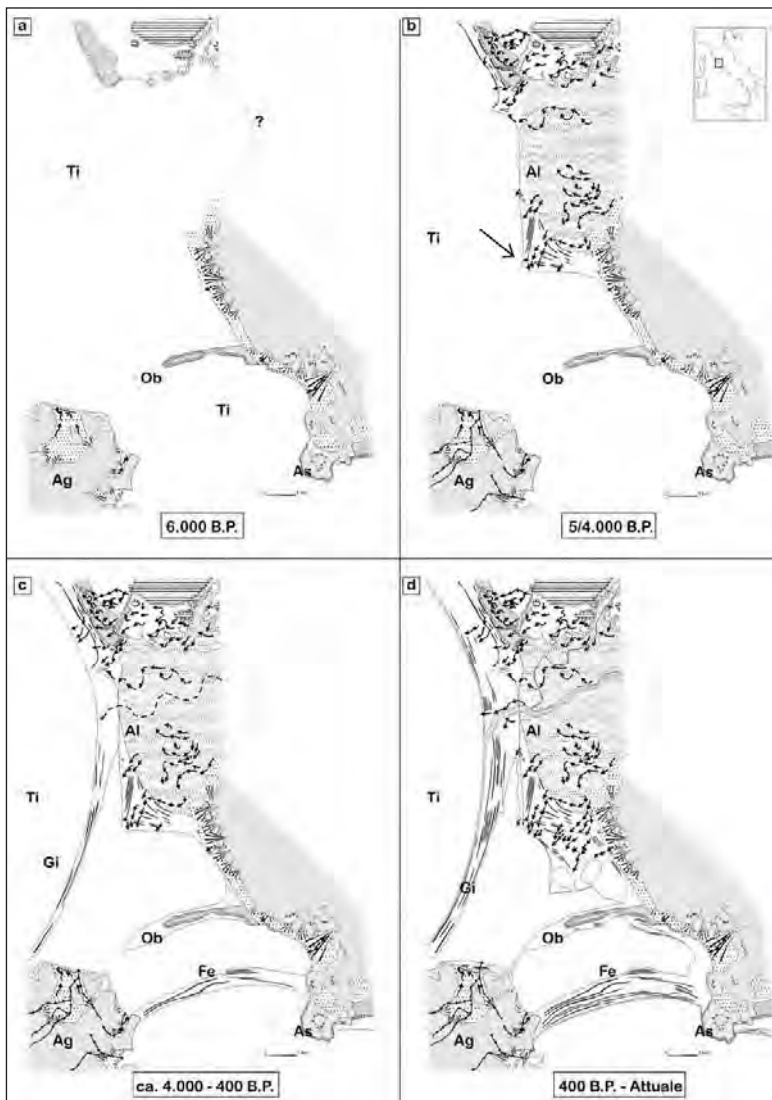 a
?
Ti
Ob
Ti
Ag
As
6.000 B.P.
b
Al
Ti
Ob
Ag
As
5/4.000 B.P.
c
Al
Ti
Gi
Ob
Fe
Ag
As
ca. 4.000 - 400 B.P.
d
Al
Ti
Gi
Ob
Fe
Ag
As
400 B.P. - Attuale